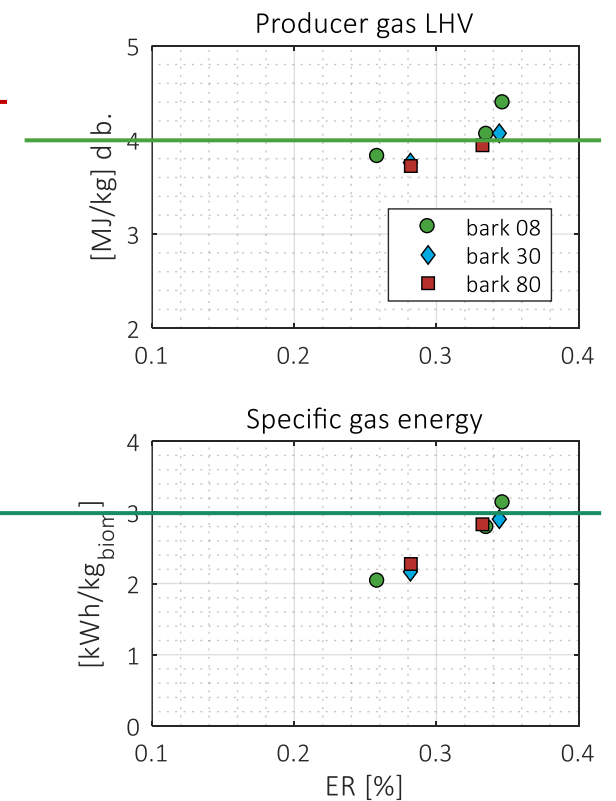 Producer gas LHV
5
4
3
2
[MJ/kg] d b.
bark 08
bark 30
bark 80
0.1 0.2 0.3 0.4
Specific gas energy
4
3
2
1
0
[kWh/kgbiom]
0.1 0.2 0.3 0.4
ER [%]